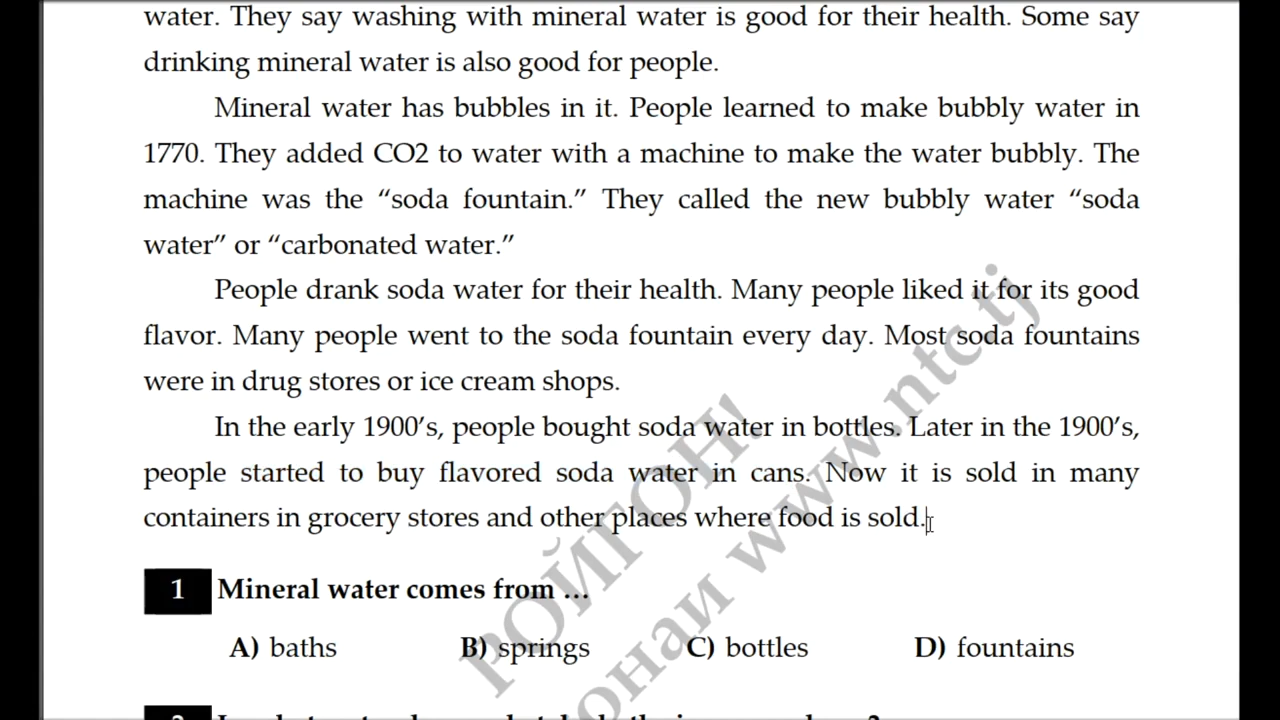 water. They say washing with mineral water is good for their health. Some say
drinking mineral water is also good for people.
Mineral water has bubbles in it. People learned to make bubbly water in
1770. They added CO2 to water with a machine to make the water bubbly. The
machine was the “soda fountain.” They called the new bubbly water “soda
water” or “carbonated water.”
People drank soda water for their health. Many people liked it for its good
flavor. Many people went to the soda fountain every day. Most soda fountains
were in drug stores or ice cream shops.
In the early 1900’s, people bought soda water in bottles. Later in the 1900’s,
people started to buy flavored soda water in cans. Now it is sold in many
containers in grocery stores and other places where food is sold.
1 Mineral water comes from …
A) baths B) springs C) bottles D) fountains
РОЙГОН!
www.ntc.tj